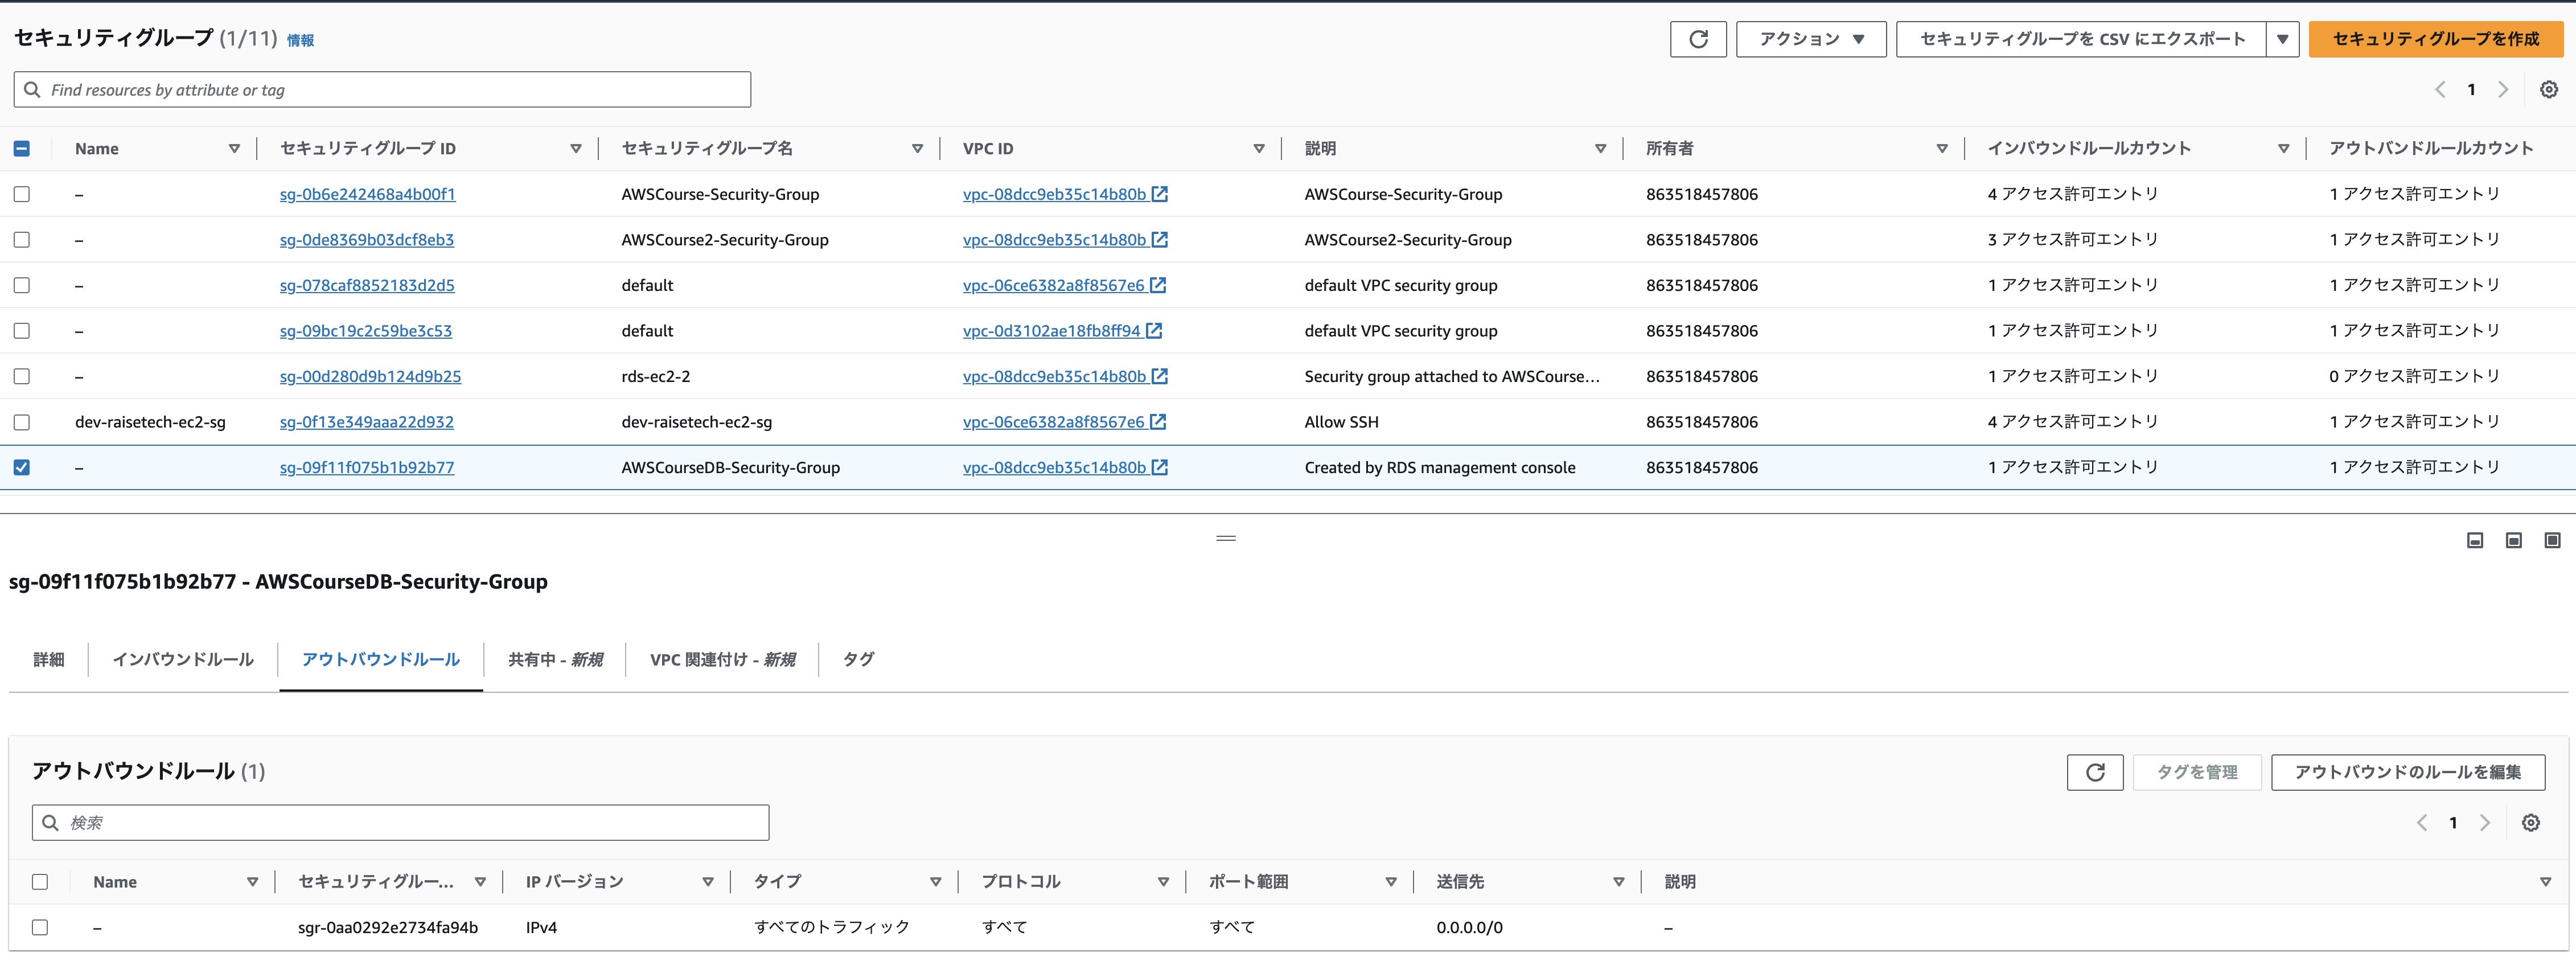 セキュリティグループ (1/11) 情報
アクション
セキュリティグループを CSV にエクスポート
セキュリティグループを作成
Find resources by attribute or tag
1
Name セキュリティグループ ID セキュリティグループ名 VPC ID 説明 所有者 インバウンドルールカウント アウトバンドルールカウント
– sg-0b6e242468a4b00f1 AWSCourse-Security-Group vpc-08dcc9eb35c14b80b AWSCourse-Security-Group 863518457806 4 アクセス許可エントリ 1 アクセス許可エントリ
– sg-0de8369b03dcf8eb3 AWSCourse2-Security-Group vpc-08dcc9eb35c14b80b AWSCourse2-Security-Group 863518457806 3 アクセス許可エントリ 1 アクセス許可エントリ
– sg-078caf8852183d2d5 default vpc-06ce6382a8f8567e6 default VPC security group 863518457806 1 アクセス許可エントリ 1 アクセス許可エントリ
– sg-09bc19c2c59be3c53 default vpc-0d3102ae18fb8ff94 default VPC security group 863518457806 1 アクセス許可エントリ 1 アクセス許可エントリ
– sg-00d280d9b124d9b25 rds-ec2-2 vpc-08dcc9eb35c14b80b Security group attached to AWSCourse... 863518457806 1 アクセス許可エントリ 0 アクセス許可エントリ
dev-raisetech-ec2-sg sg-0f13e349aaa22d932 dev-raisetech-ec2-sg vpc-06ce6382a8f8567e6 Allow SSH 863518457806 4 アクセス許可エントリ 1 アクセス許可エントリ
– sg-09f11f075b1b92b77 AWSCourseDB-Security-Group vpc-08dcc9eb35c14b80b Created by RDS management console 863518457806 1 アクセス許可エントリ 1 アクセス許可エントリ
sg-09f11f075b1b92b77 - AWSCourseDB-Security-Group
詳細 インバウンドルール アウトバウンドルール 共有中 - 新規 VPC 関連付け - 新規 タグ
アウトバウンドルール (1)
タグを管理
アウトバウンドのルールを編集
検索
1
Name セキュリティグルー... IP バージョン タイプ プロトコル ポート範囲 送信先 説明
– sgr-0aa0292e2734fa94b IPv4 すべてのトラフィック すべて すべて 0.0.0.0/0 –